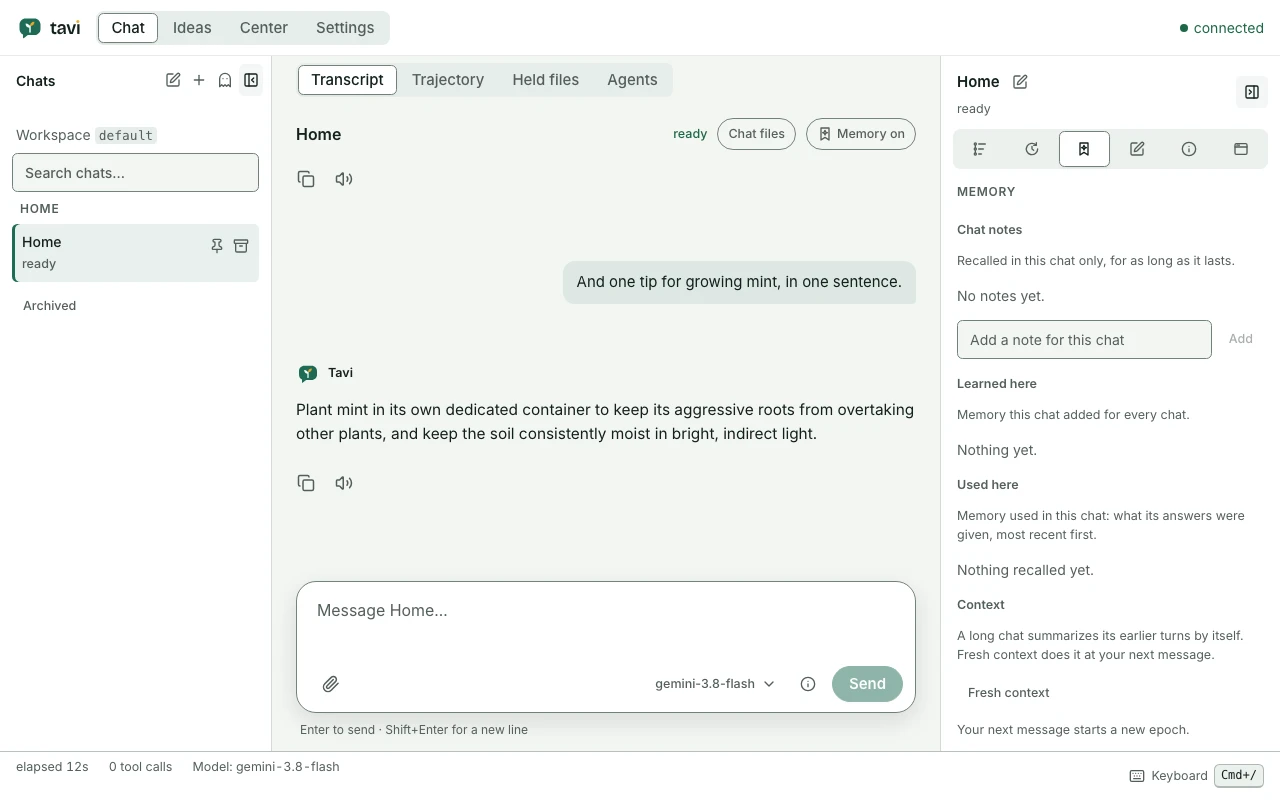 tavi
Chat
Ideas
Center
Settings
connected
Chats
Workspace default
Search chats...
HOME
Home
ready
Archived
Transcript
Trajectory
Held files
Agents
Home
ready
Chat files
Memory on
And one tip for growing mint, in one sentence.
Tavi
Plant mint in its own dedicated container to keep its aggressive roots from overtaking
other plants, and keep the soil consistently moist in bright, indirect light.
Message Home...
gemini-3.8-flash
Send
Enter to send · Shift+Enter for a new line
Home
ready
MEMORY
Chat notes
Recalled in this chat only, for as long as it lasts.
No notes yet.
Add a note for this chat
Add
Learned here
Memory this chat added for every chat.
Nothing yet.
Used here
Memory used in this chat: what its answers were
given, most recent first.
Nothing recalled yet.
Context
A long chat summarizes its earlier turns by itself.
Fresh context does it at your next message.
Fresh context
Your next message starts a new epoch.
elapsed 12s
0 tool calls
Model: gemini-3.8-flash
Keyboard
Cmd+/